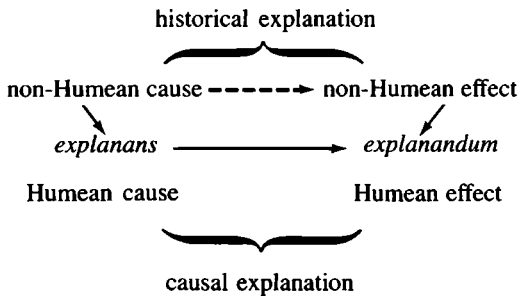 historical explanation
non-Humean cause non-Humean effect
explanans explanandum
Humean cause Humean effect
causal explanation